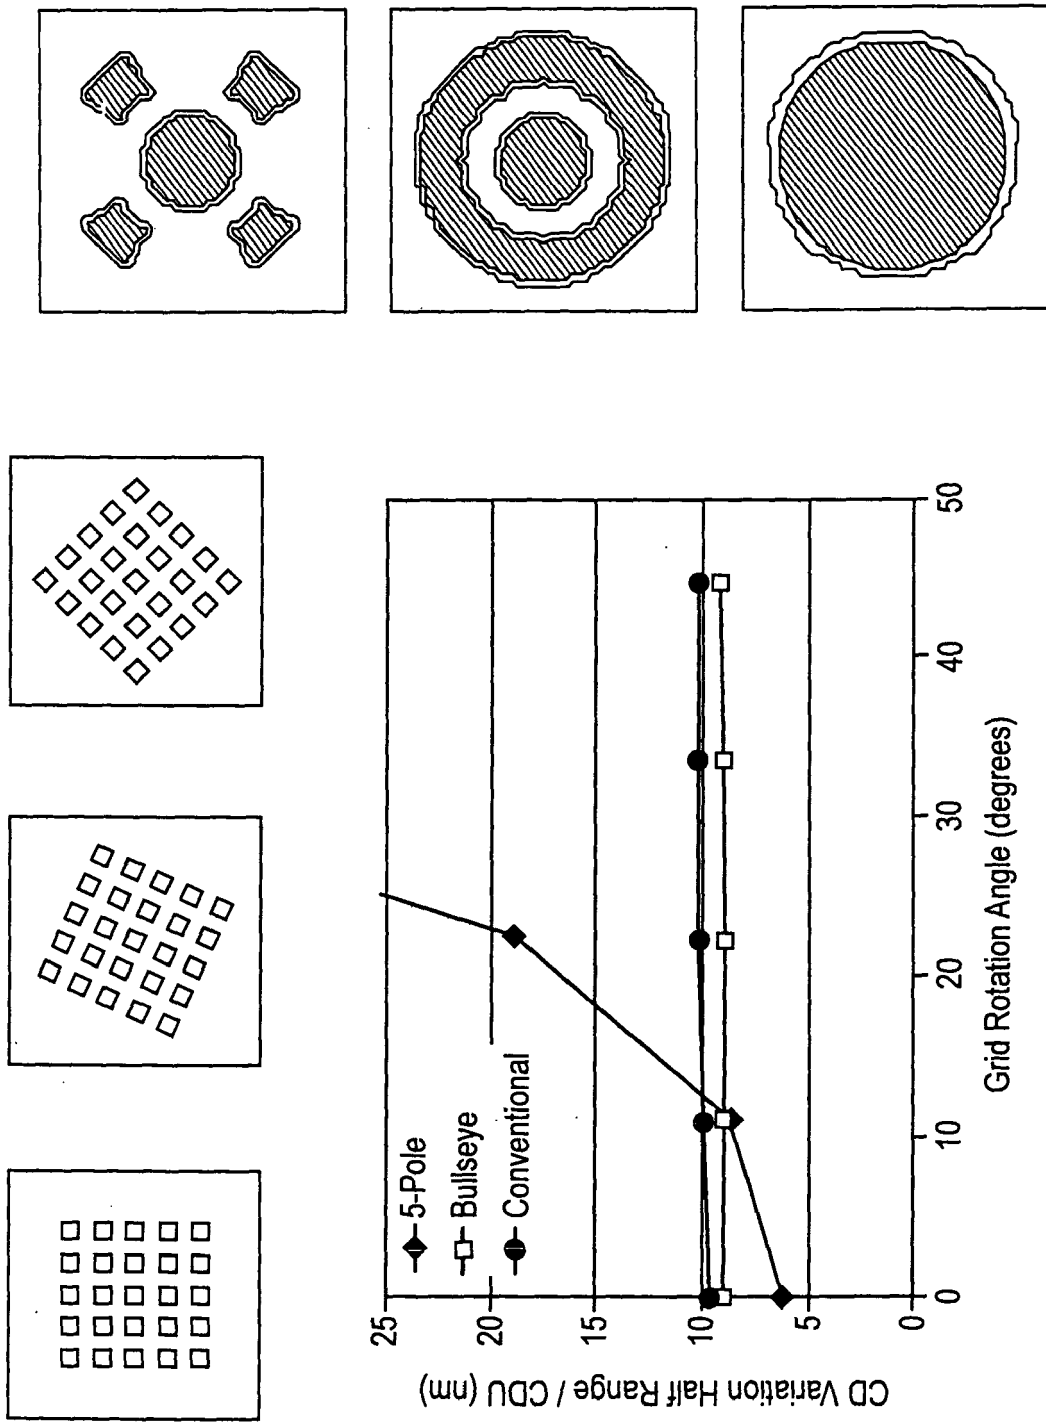 CD Variation Half Range / CDU (nm)
25
20
15
10
5
0
5-Pole
Bullseye
Conventional
0
10
20
30
40
50
Grid Rotation Angle (degrees)